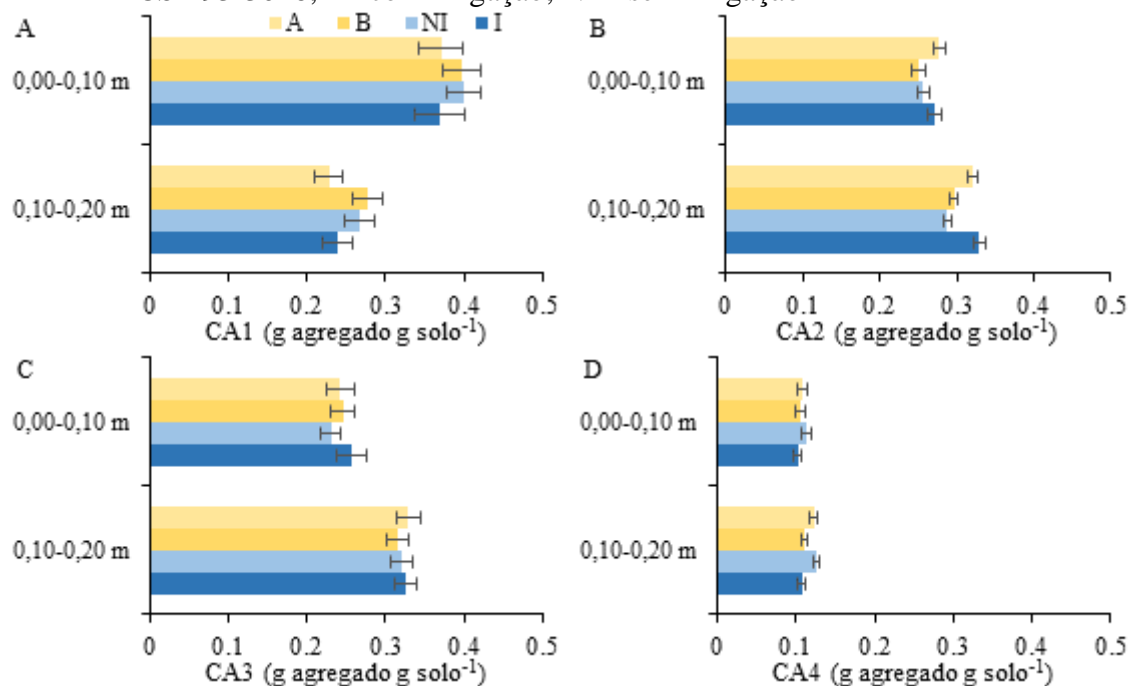 A
A B NI I
0,00-0,10 m
0,10-0,20 m
0 0.1 0.2 0.3 0.4 0.5
CA1 (g agregado g solo⁻¹)
B
0,00-0,10 m
0,10-0,20 m
0 0.1 0.2 0.3 0.4 0.5
CA2 (g agregado g solo⁻¹)
C
0,00-0,10 m
0,10-0,20 m
0 0.1 0.2 0.3 0.4 0.5
CA3 (g agregado g solo⁻¹)
D
0,00-0,10 m
0,10-0,20 m
0 0.1 0.2 0.3 0.4 0.5
CA4 (g agregado g solo⁻¹)